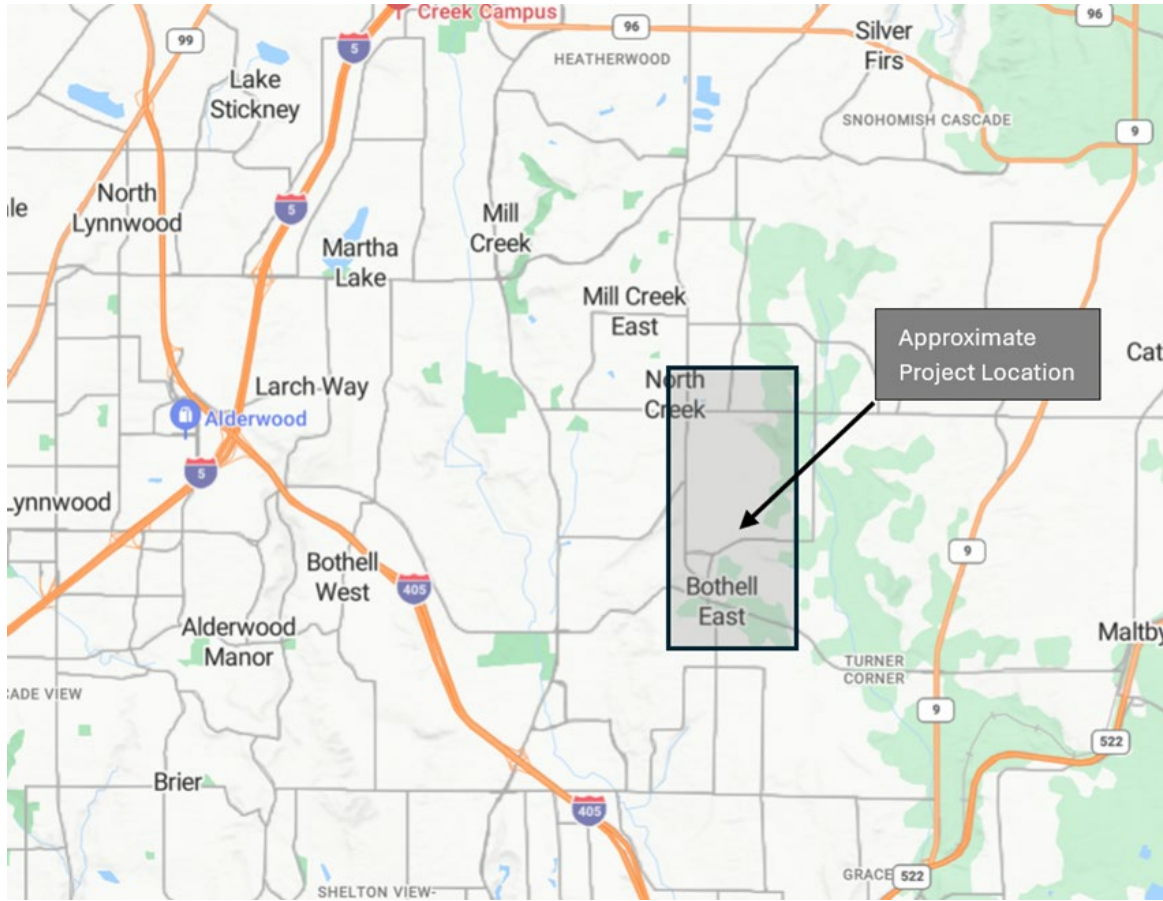 Creek Campus
99
5
96
96
Silver
Firs
HEATHERWOOD
Lake
Stickney
SNOHOMISH CASCADE
9
North
Lynnwood
le
5
Mill
Creek
Martha
Lake
Mill Creek
East
Approximate
Project Location
Cat
Larch Way
North
Creek
Alderwood
5
Lynnwood
9
Bothell
West
405
Bothell
East
Alderwood
Manor
Maltby
TURNER
CORNER
CADE VIEW
9
522
Brier
405
GRACE
522
SHELTON VIEW-